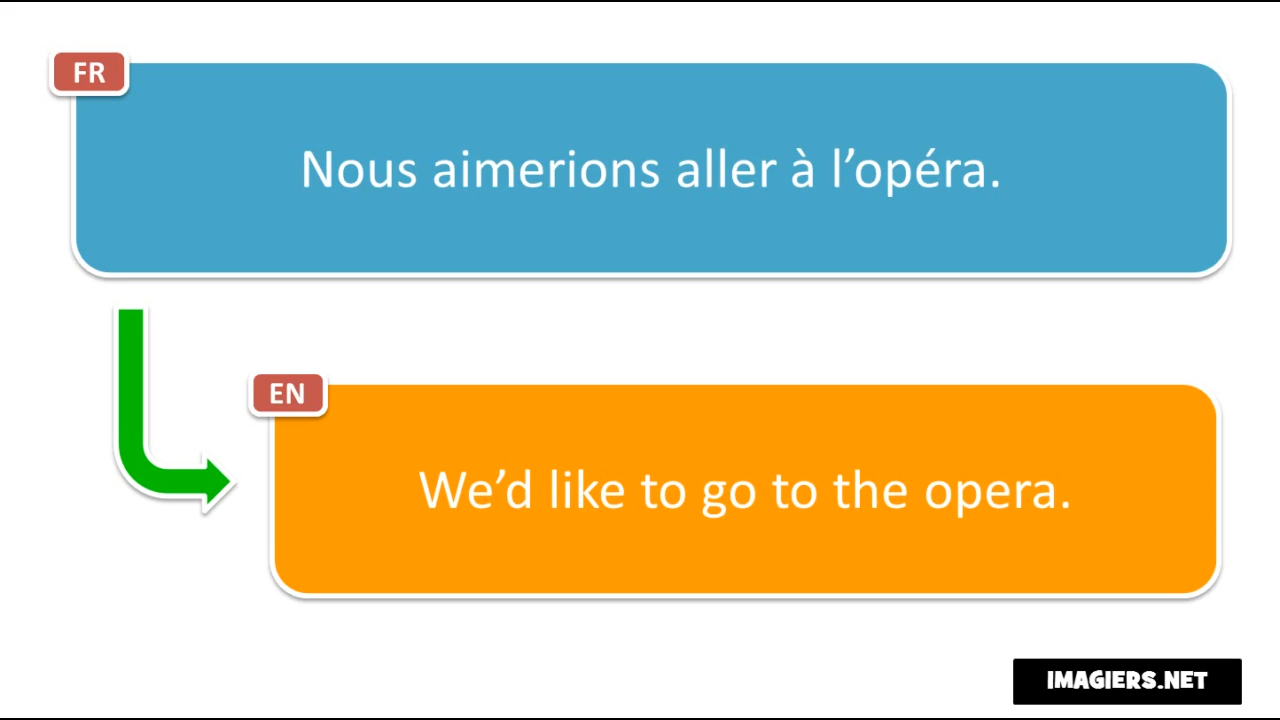 FR
Nous aimerions aller à l’opéra.
EN
We’d like to go to the opera.
IMAGIERS.NET